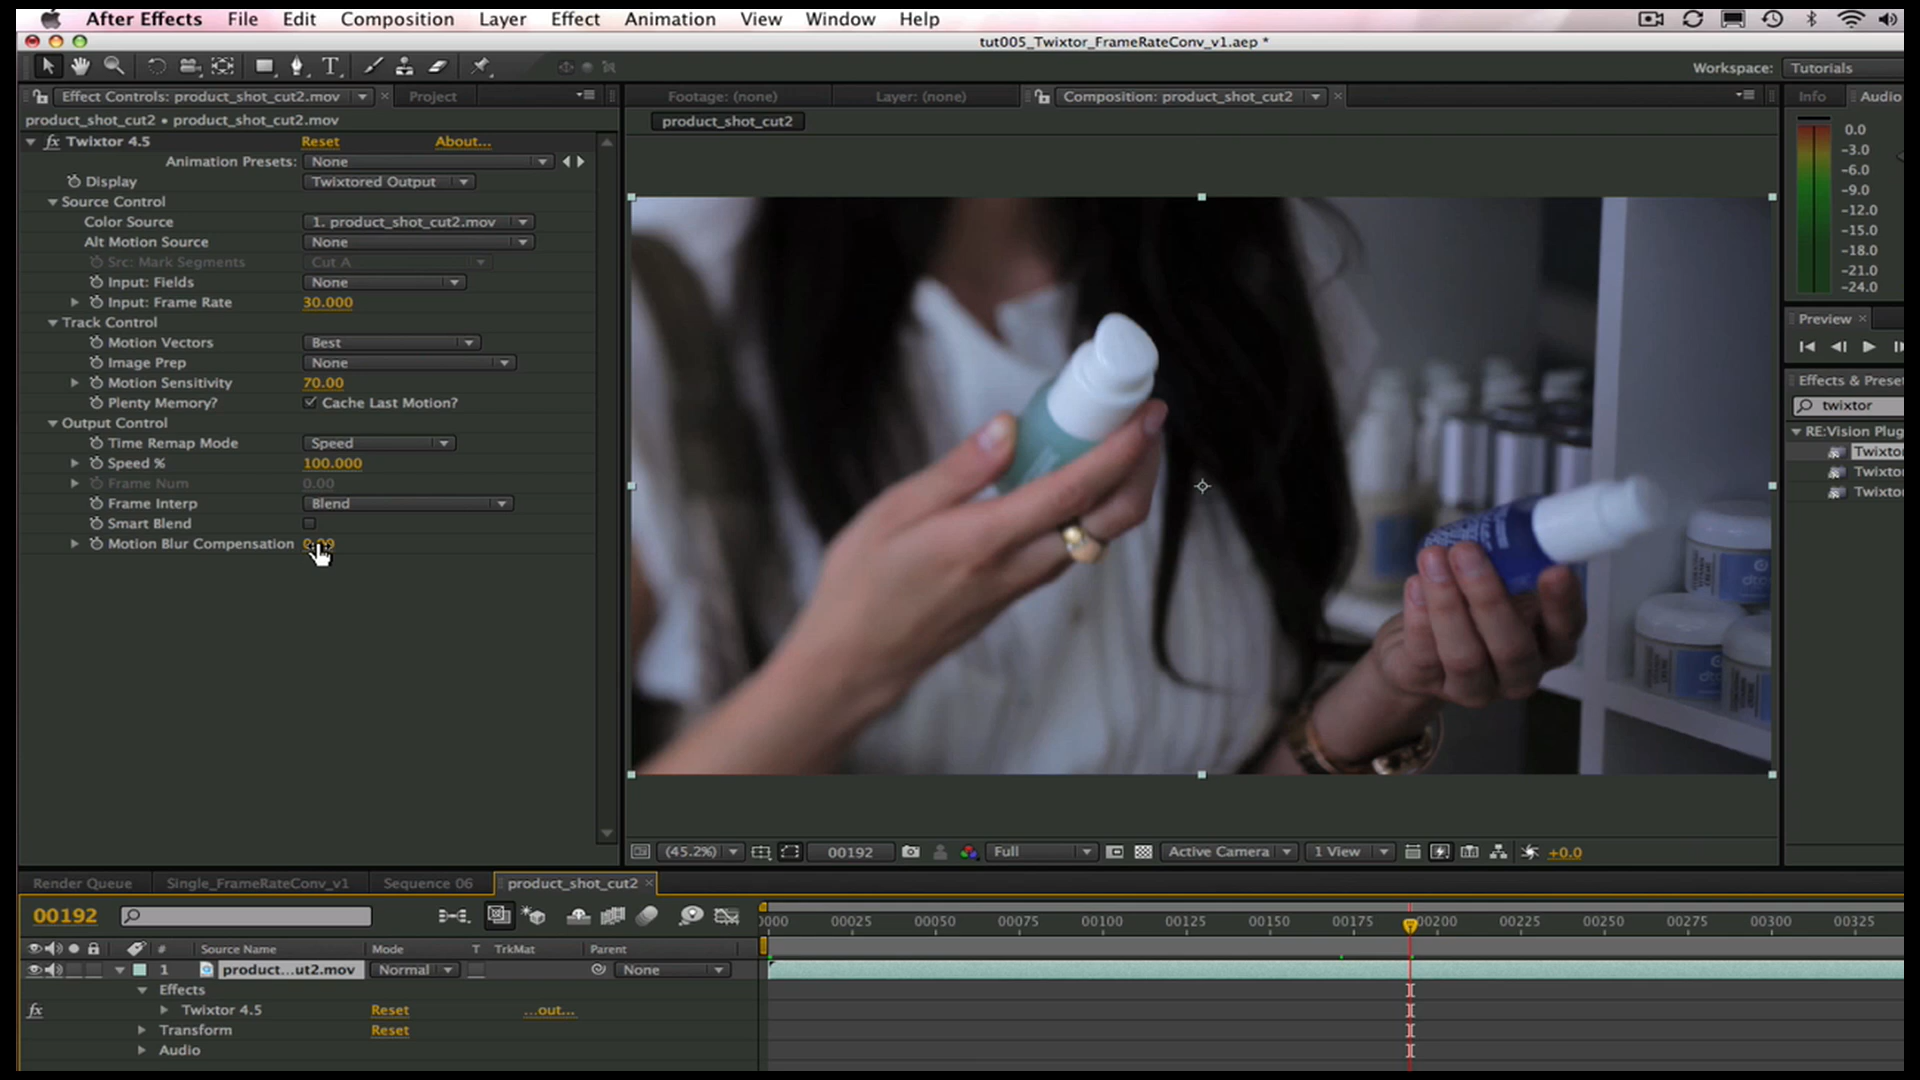 After Effects File Edit Composition Layer Effect Animation View Window Help
tut005_Twixtor_FrameRateConv_v1.aep *
Workspace: Tutorials
Effect Controls: product_shot_cut2.mov × Project
Footage: (none) Layer: (none) Composition: product_shot_cut2 ×
Info Audio
product_shot_cut2 • product_shot_cut2.mov
product_shot_cut2
fx Twixtor 4.5 Reset About...
Animation Presets: None
Display Twixtored Output
Source Control
Color Source 1. product_shot_cut2.mov
Alt Motion Source None
Src: Mark Segments Cut A
Input: Fields None
Input: Frame Rate 30.000
Track Control
Motion Vectors Best
Image Prep None
Motion Sensitivity 70.00
Plenty Memory? Cache Last Motion?
Output Control
Time Remap Mode Speed
Speed % 100.000
Frame Num 0.00
Frame Interp Blend
Smart Blend
Motion Blur Compensation
0.0
-3.0
-6.0
-9.0
-12.0
-15.0
-18.0
-21.0
-24.0
Preview ×
Effects & Prese
twixtor
RE:Vision Plug
Twixto
Twixto
Twixto
(45.2%) 00192 Full Active Camera 1 View +0.0
Render Queue Single_FrameRateConv_v1 Sequence 06 product_shot_cut2 ×
00192
0000 00025 00050 00075 00100 00125 00150 00175 00200 00225 00250 00275 00300 00325
# Source Name Mode T TrkMat Parent
1 product...ut2.mov Normal None
Effects
fx Twixtor 4.5 Reset ...out...
Transform Reset
Audio